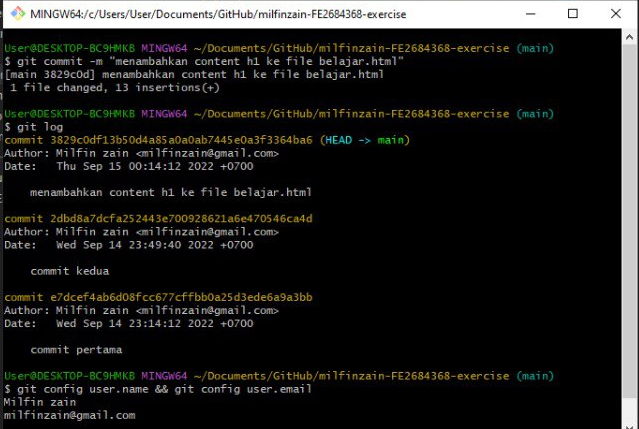 MINGW64:/c/Users/User/Documents/GitHub/milfinzain-FE2684368-exercise
User@DESKTOP-BC9HMKB MINGW64 ~/Documents/GitHub/milfinzain-FE2684368-exercise (main)
$ git commit -m "menambahkan content h1 ke file belajar.html"
[main 3829c0d] menambahkan content h1 ke file belajar.html
 1 file changed, 13 insertions(+)
User@DESKTOP-BC9HMKB MINGW64 ~/Documents/GitHub/milfinzain-FE2684368-exercise (main)
$ git log
commit 3829c0df13b50d4a85a0a0ab7445e0a3f3364ba6 (HEAD -> main)
Author: Milfin zain <milfinzain@gmail.com>
Date:   Thu Sep 15 00:14:12 2022 +0700
    menambahkan content h1 ke file belajar.html
commit 2dbd8a7dcfa252443e700928621a6e470546ca4d
Author: Milfin zain <milfinzain@gmail.com>
Date:   Wed Sep 14 23:49:40 2022 +0700
    commit kedua
commit e7dcef4ab6d08fcc677cffbb0a25d3ede6a9a3bb
Author: Milfin zain <milfinzain@gmail.com>
Date:   Wed Sep 14 23:14:12 2022 +0700
    commit pertama
User@DESKTOP-BC9HMKB MINGW64 ~/Documents/GitHub/milfinzain-FE2684368-exercise (main)
$ git config user.name && git config user.email
Milfin zain
milfinzain@gmail.com